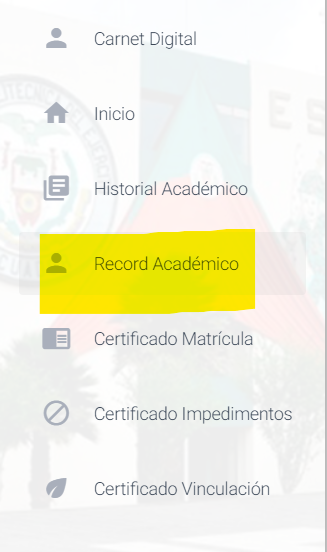 Carnet Digital
Inicio
Historial Académico
Record Académico
Certificado Matrícula
Certificado Impedimentos
Certificado Vinculación